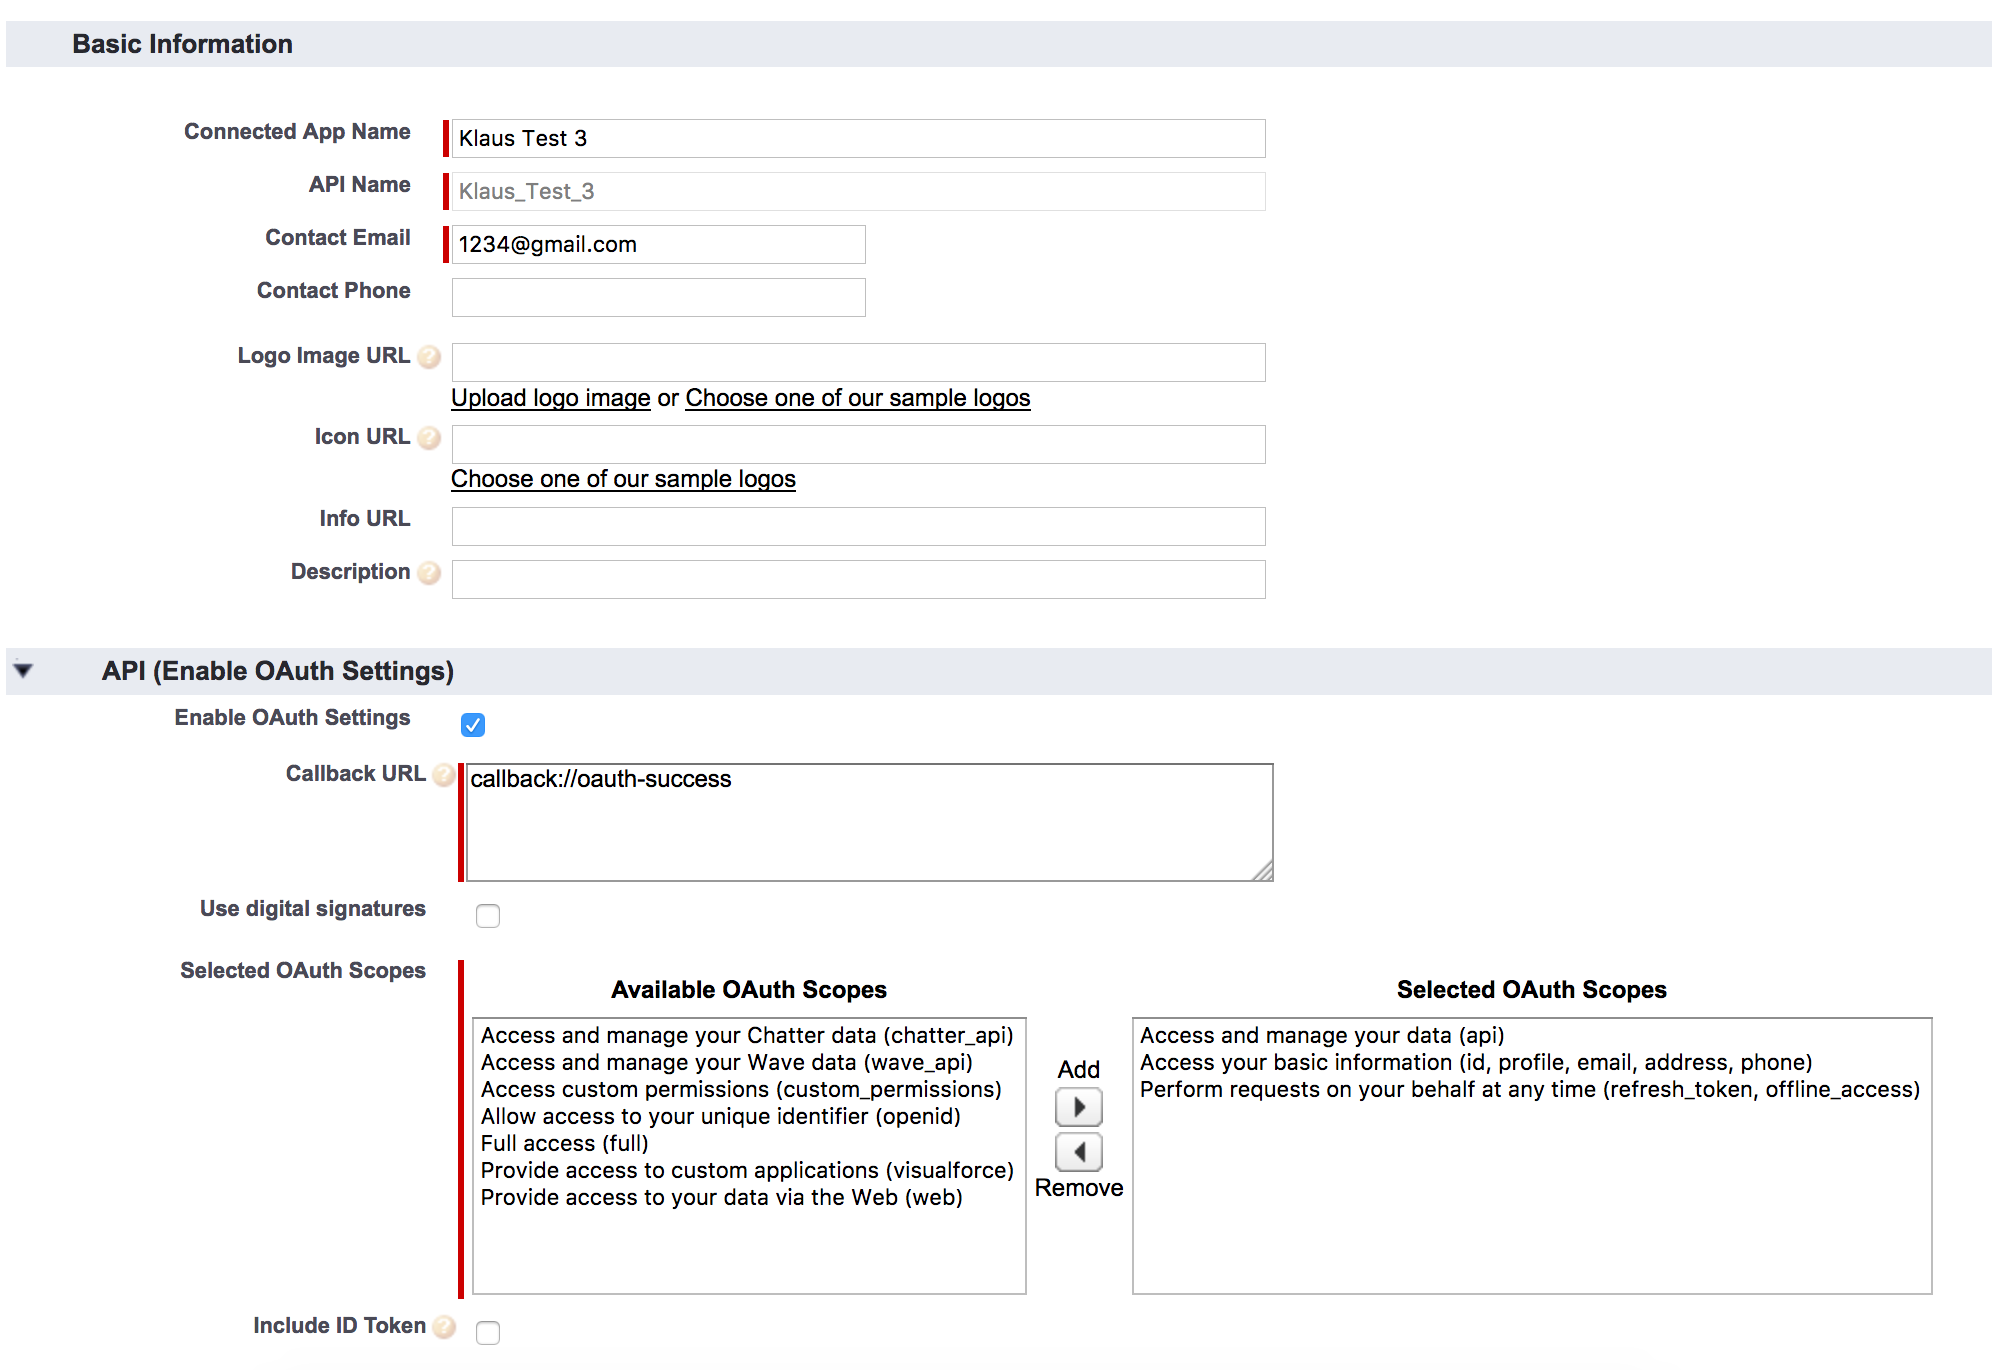 Basic Information
Connected App Name
Klaus Test 3
API Name
Klaus_Test_3
Contact Email
1234@gmail.com
Contact Phone
Logo Image URL ?
Upload logo image or Choose one of our sample logos
Icon URL ?
Choose one of our sample logos
Info URL
Description ?
API (Enable OAuth Settings)
Enable OAuth Settings
Callback URL ?
callback://oauth-success
Use digital signatures
Selected OAuth Scopes
Available OAuth Scopes
Access and manage your Chatter data (chatter_api)
Access and manage your Wave data (wave_api)
Access custom permissions (custom_permissions)
Allow access to your unique identifier (openid)
Full access (full)
Provide access to custom applications (visualforce)
Provide access to your data via the Web (web)
Add
Remove
Selected OAuth Scopes
Access and manage your data (api)
Access your basic information (id, profile, email, address, phone)
Perform requests on your behalf at any time (refresh_token, offline_access)
Include ID Token ?